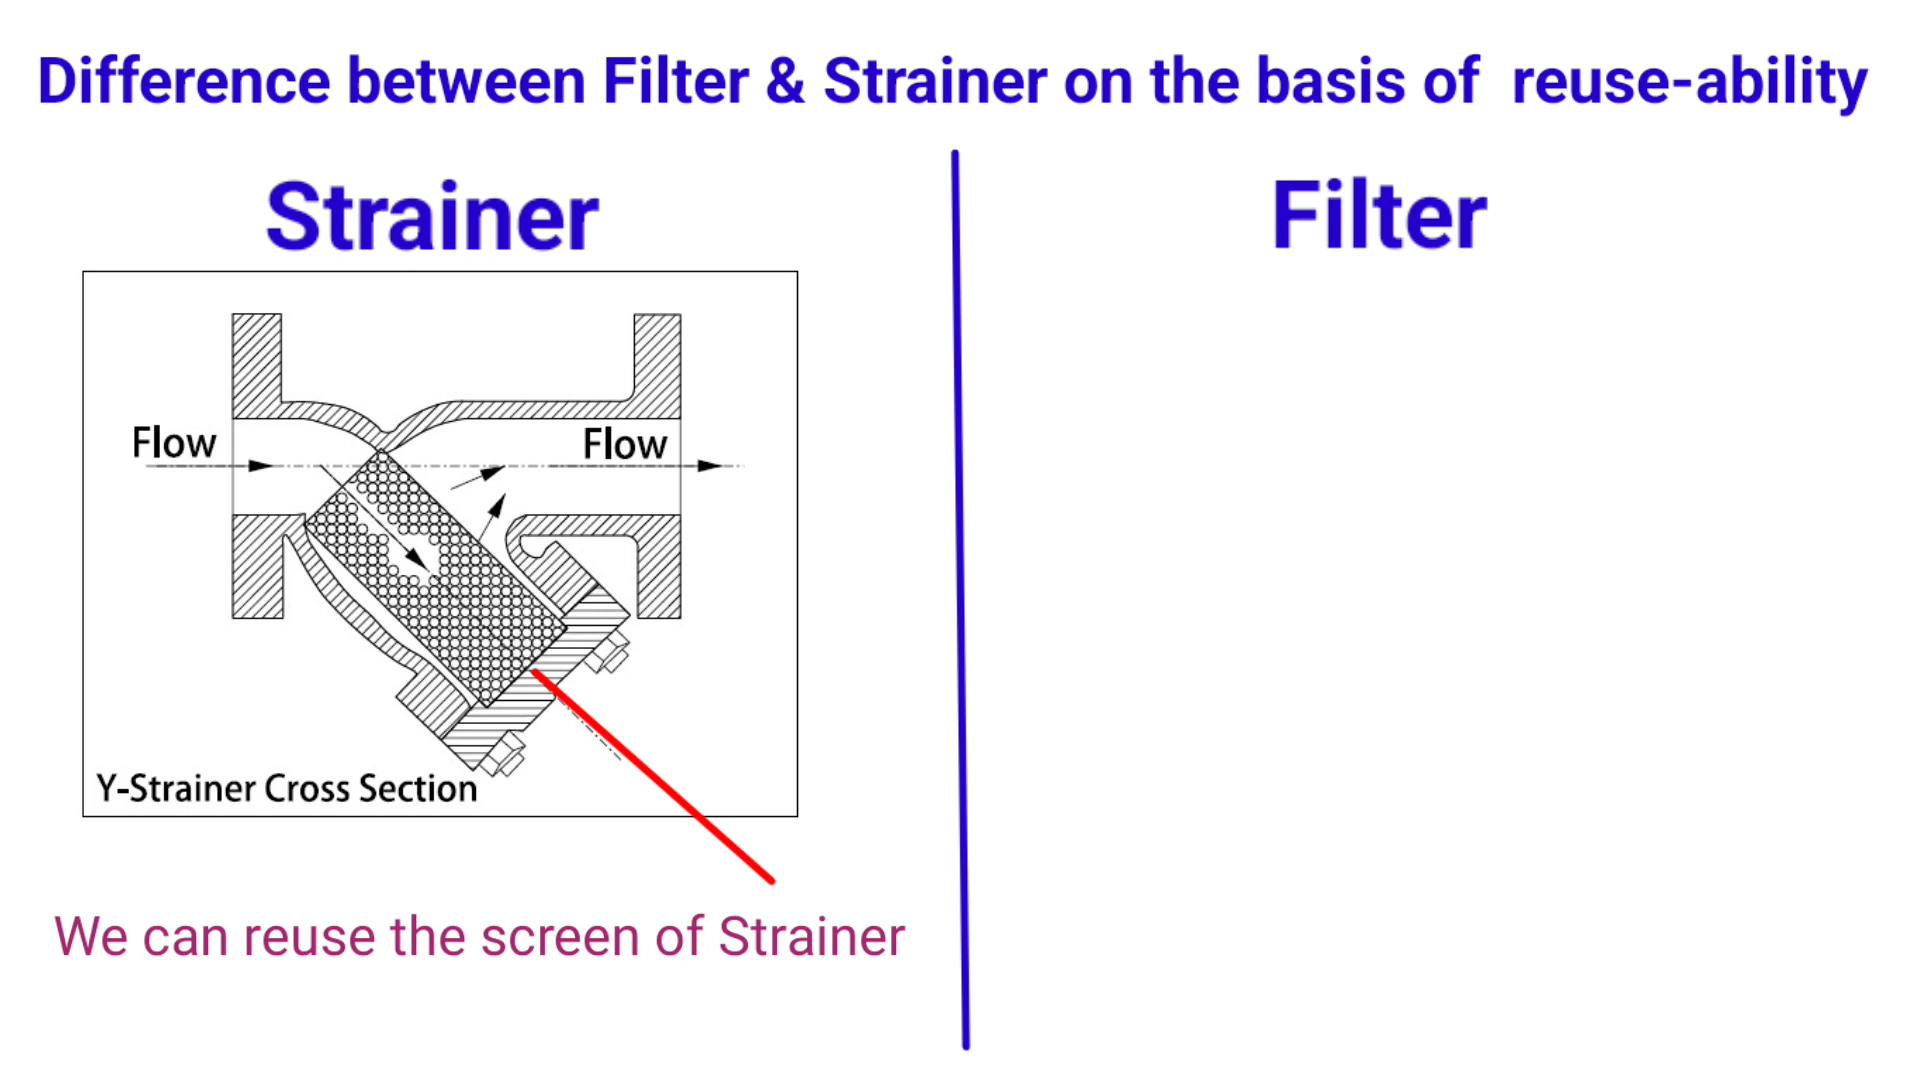 Difference between Filter & Strainer on the basis of reuse-ability
Strainer
Filter
Flow
Flow
Y-Strainer Cross Section
We can reuse the screen of Strainer